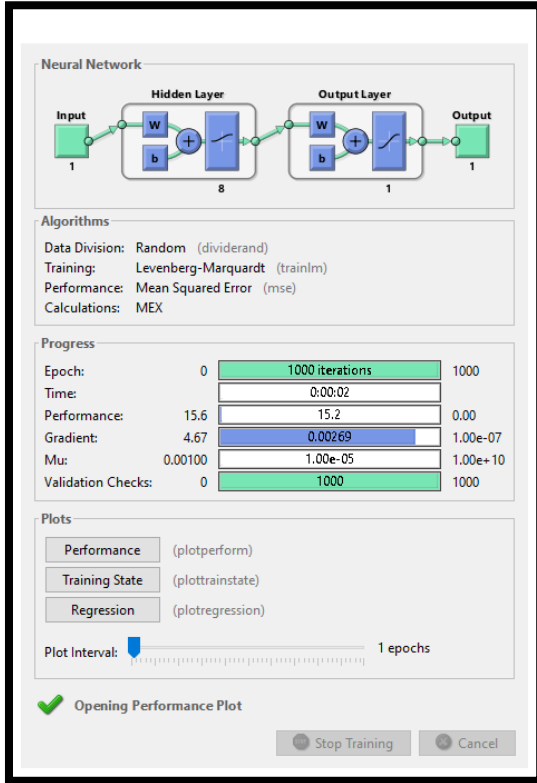 Neural Network
Hidden Layer Output Layer
Input Output
W W
b b
1 8 1 1
Algorithms
Data Division: Random (dividerand)
Training: Levenberg-Marquardt (trainlm)
Performance: Mean Squared Error (mse)
Calculations: MEX
Progress
Epoch: 0 1000 iterations 1000
Time: 0:00:02
Performance: 15.6 15.2 0.00
Gradient: 4.67 0.00269 1.00e-07
Mu: 0.00100 1.00e-05 1.00e+10
Validation Checks: 0 1000 1000
Plots
Performance (plotperform)
Training State (plottrainstate)
Regression (plotregression)
Plot Interval: 1 epochs
Opening Performance Plot
Stop Training Cancel